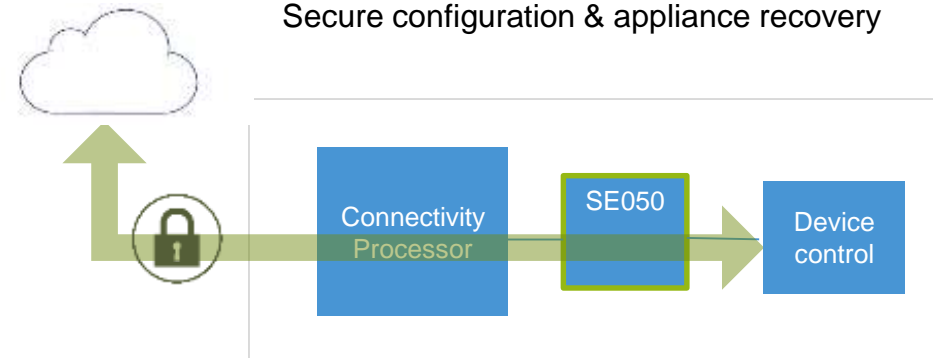 Secure configuration & appliance recovery
Connectivity
Processor
SE050
Device
control